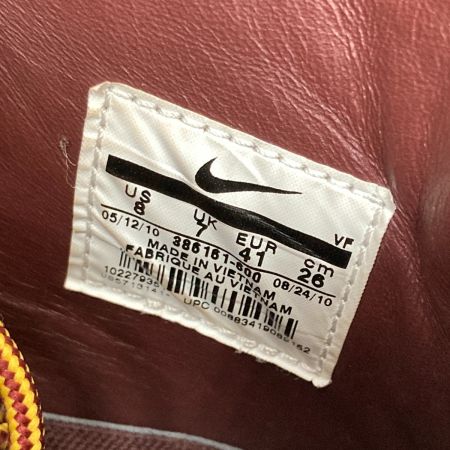 US UK EUR cm VF
8 7 41 26
05/12/10 386161-600 08/24/10
MADE IN VIETNAM
FABRIQUE AU VIETNAM